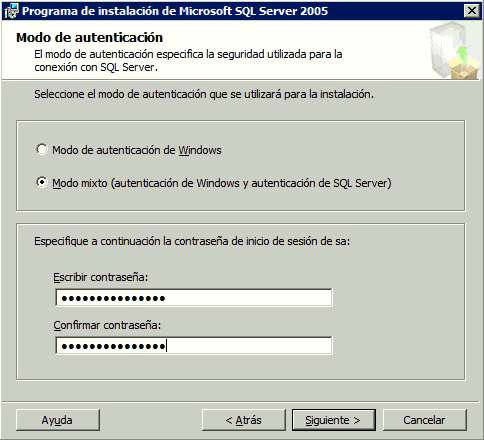 Programa de instalación de Microsoft SQL Server 2005
Modo de autenticación
El modo de autenticación especifica la seguridad utilizada para la
conexión con SQL Server.
Seleccione el modo de autenticación que se utilizará para la instalación.
Modo de autenticación de Windows
Modo mixto (autenticación de Windows y autenticación de SQL Server)
Especifique a continuación la contraseña de inicio de sesión de sa:
Escribir contraseña:
•••••••••••••••
Confirmar contraseña:
•••••••••••••••
Ayuda
< Atrás
Siguiente >
Cancelar